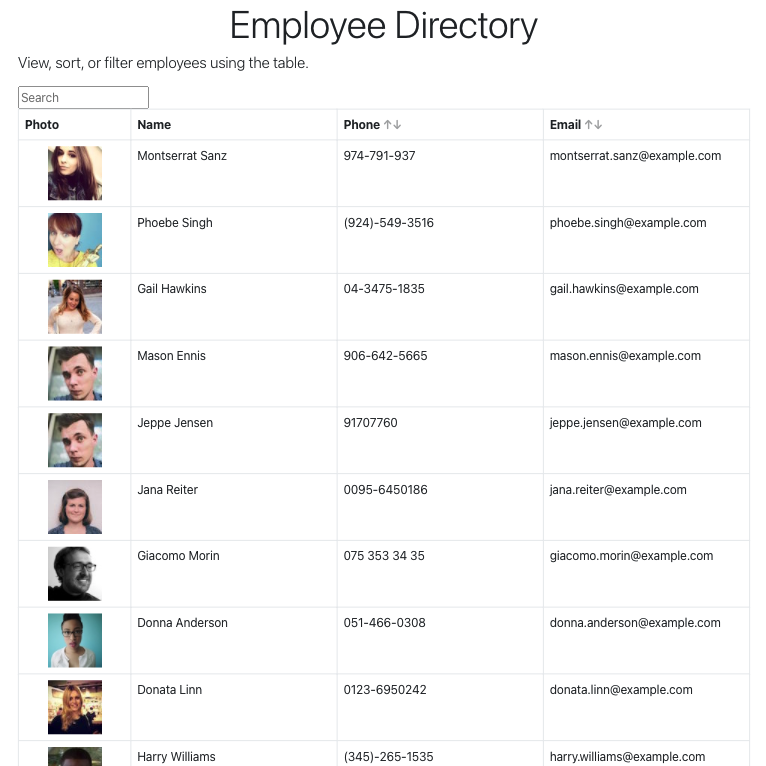 Employee Directory
View, sort, or filter employees using the table.
Search
Photo Name Phone ↑↓ Email ↑↓
Montserrat Sanz 974-791-937 montserrat.sanz@example.com
Phoebe Singh (924)-549-3516 phoebe.singh@example.com
Gail Hawkins 04-3475-1835 gail.hawkins@example.com
Mason Ennis 906-642-5665 mason.ennis@example.com
Jeppe Jensen 91707760 jeppe.jensen@example.com
Jana Reiter 0095-6450186 jana.reiter@example.com
Giacomo Morin 075 353 34 35 giacomo.morin@example.com
Donna Anderson 051-466-0308 donna.anderson@example.com
Donata Linn 0123-6950242 donata.linn@example.com
Harry Williams (345)-265-1535 harry.williams@example.com